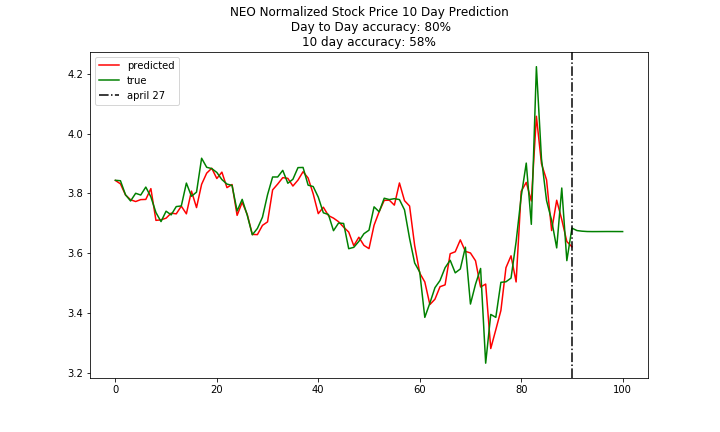 NEO Normalized Stock Price 10 Day Prediction
Day to Day accuracy: 80%
10 day accuracy: 58%
predicted
true
april 27
4.2
4.0
3.8
3.6
3.4
3.2
0 20 40 60 80 100